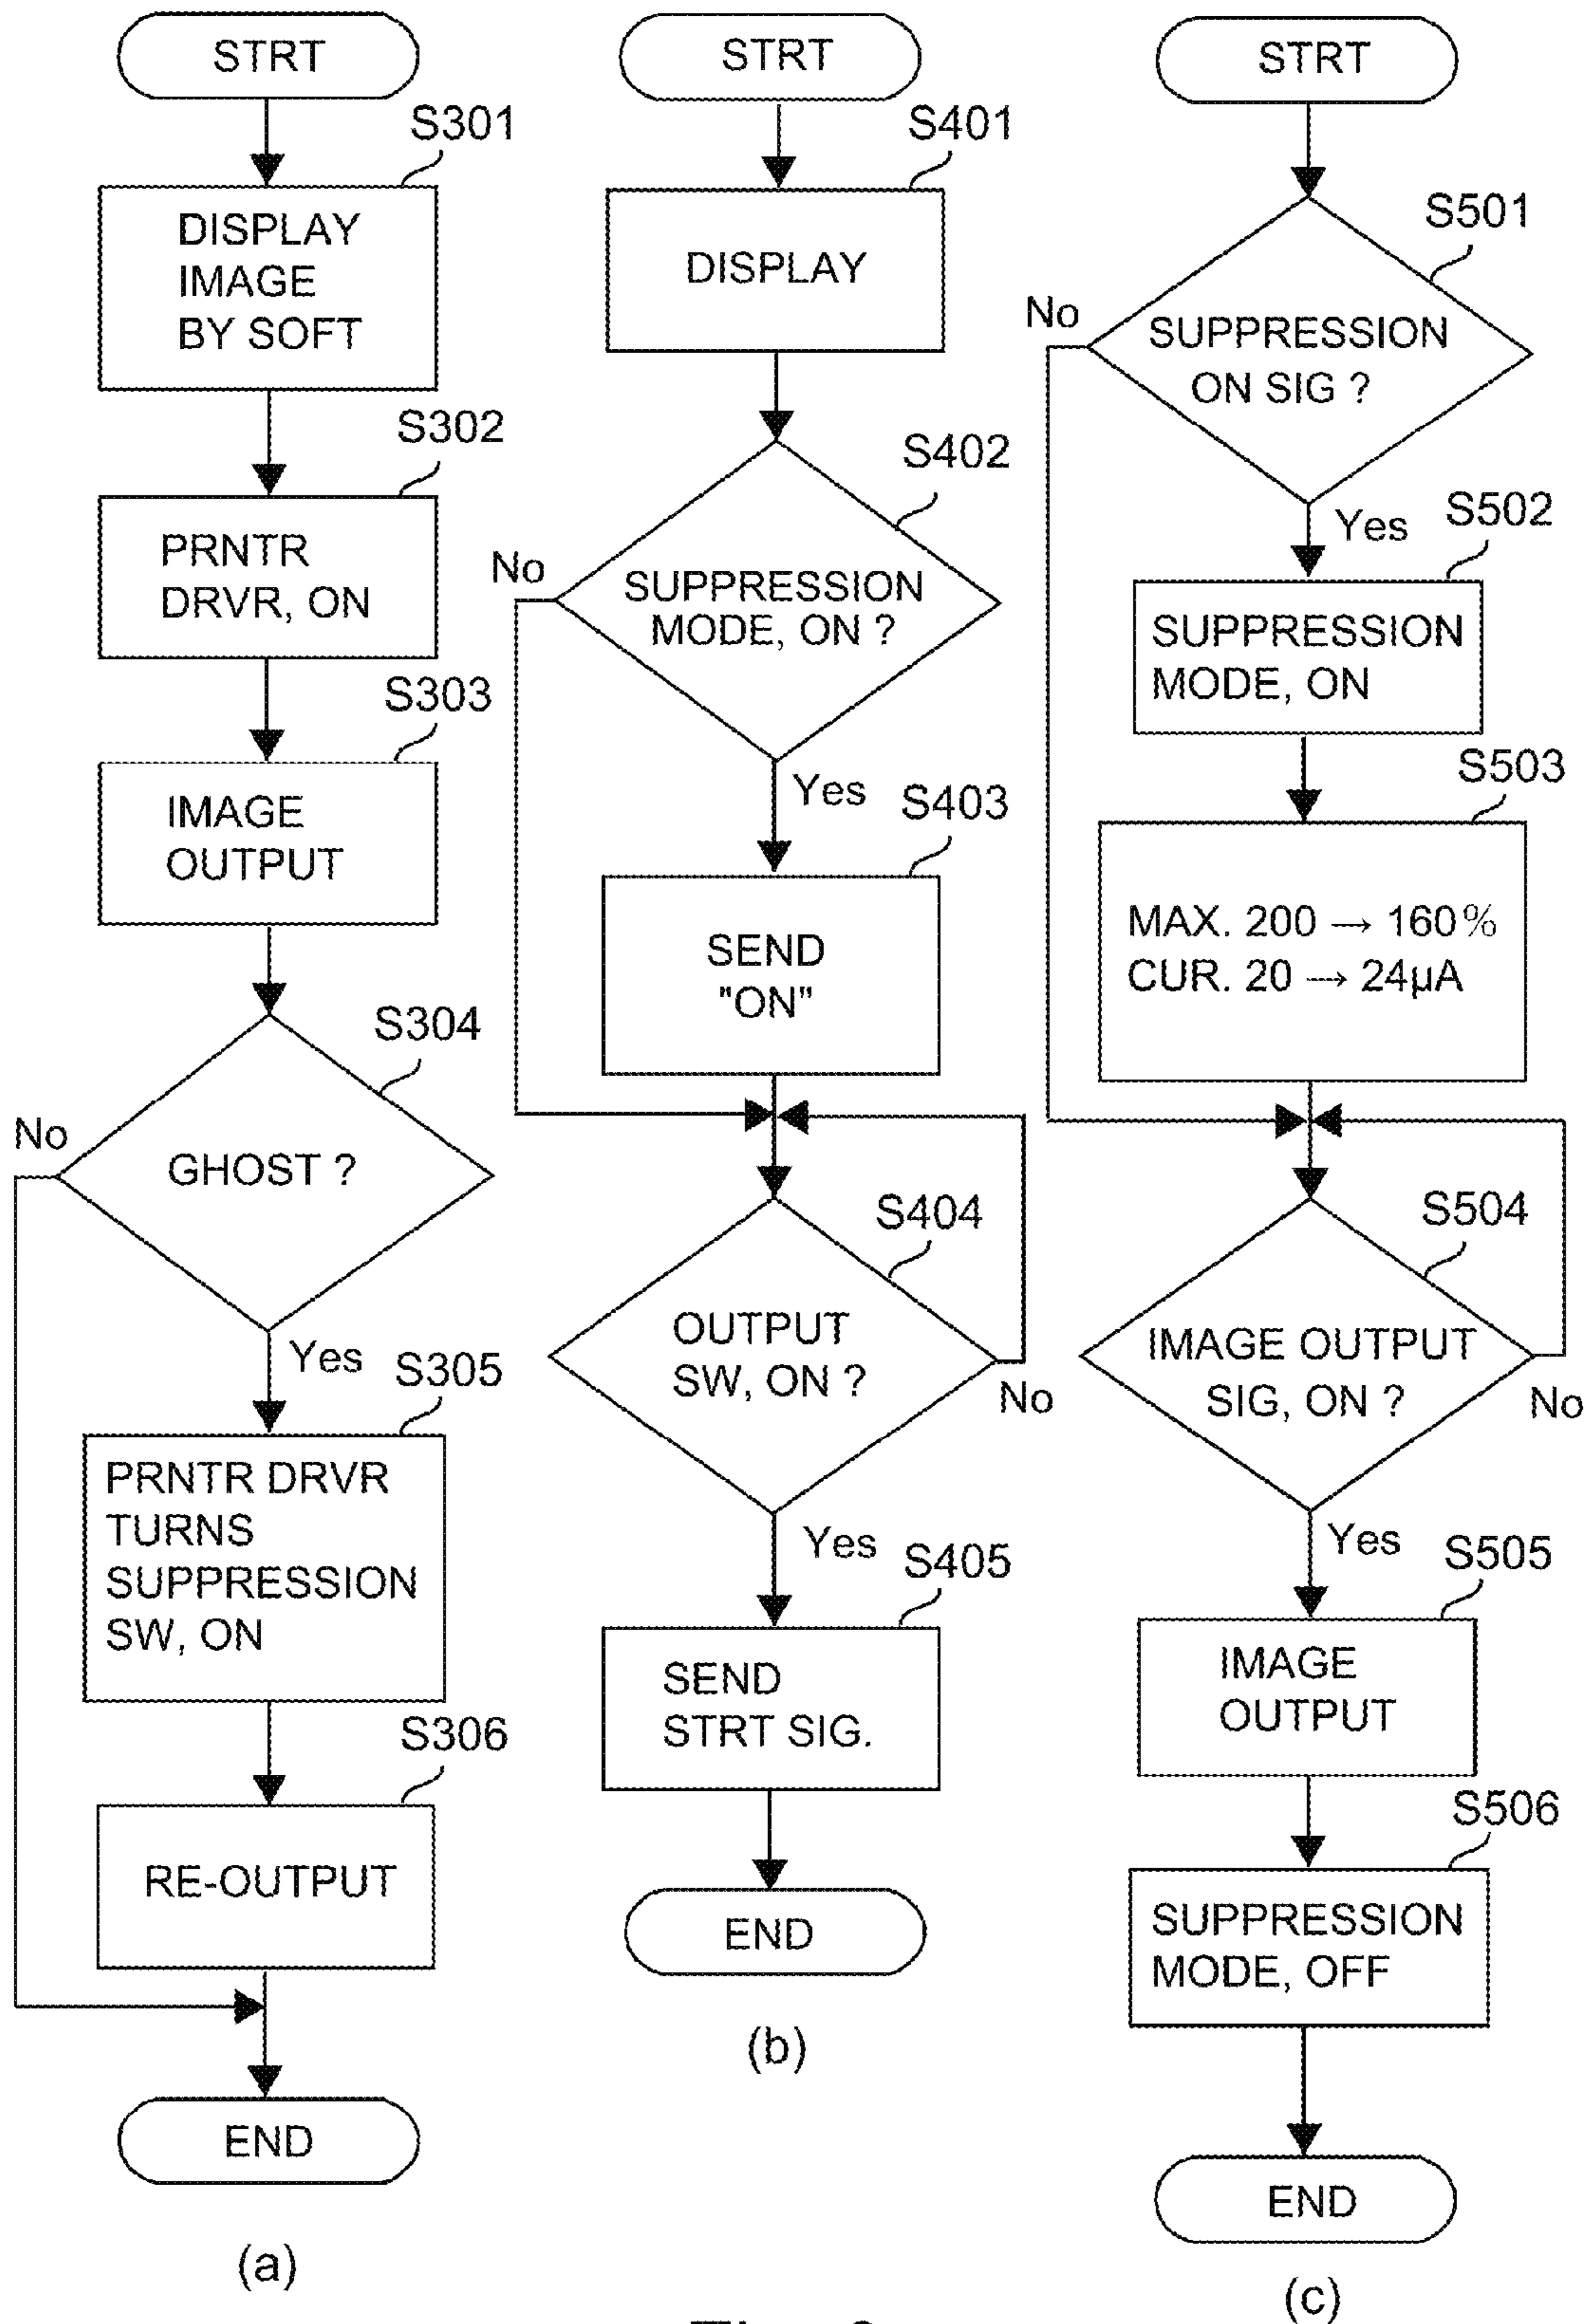 STRT
S301
DISPLAY
IMAGE
BY SOFT
S302
PRNTR
DRVR, ON
S303
IMAGE
OUTPUT
S304
No
GHOST ?
Yes
S305
PRNTR DRVR
TURNS
SUPPRESSION
SW, ON
S306
RE-OUTPUT
END
(a)
STRT
S401
DISPLAY
S402
No
SUPPRESSION
MODE, ON ?
Yes
S403
SEND
"ON"
S404
OUTPUT
SW, ON ?
No
Yes
S405
SEND
STRT SIG.
END
(b)
STRT
S501
No
SUPPRESSION
ON SIG ?
Yes
S502
SUPPRESSION
MODE, ON
S503
MAX. 200 → 160%
CUR. 20 → 24µA
S504
IMAGE OUTPUT
SIG, ON ?
No
Yes
S505
IMAGE
OUTPUT
S506
SUPPRESSION
MODE, OFF
END
(c)